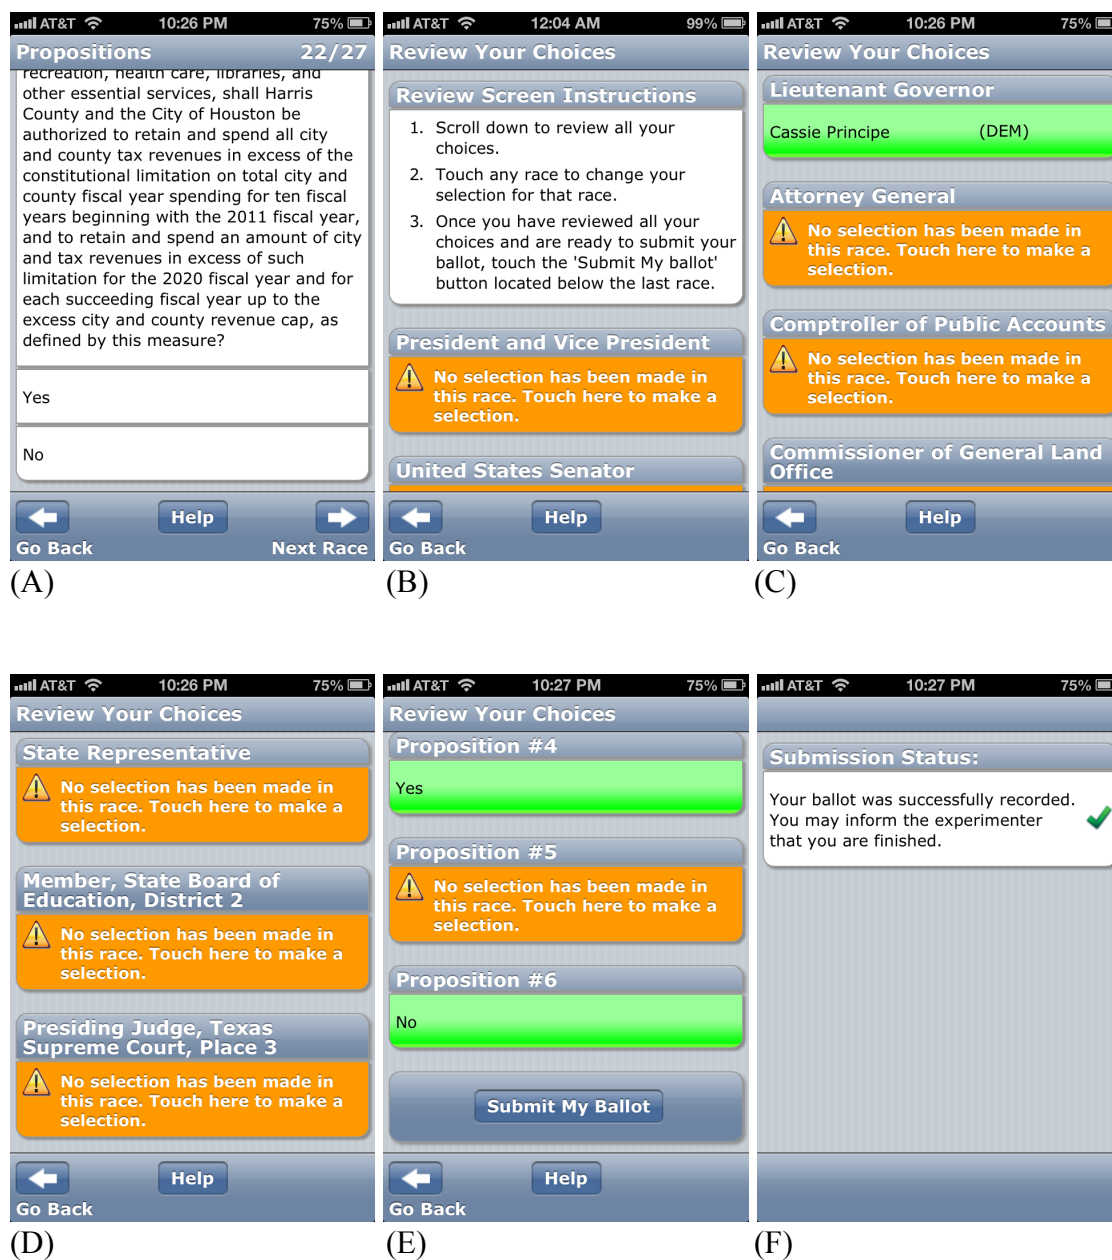 AT&T 10:26 PM 75%
Propositions 22/27
recreation, health care, libraries, and
other essential services, shall Harris
County and the City of Houston be
authorized to retain and spend all city
and county tax revenues in excess of the
constitutional limitation on total city and
county fiscal year spending for ten fiscal
years beginning with the 2011 fiscal year,
and to retain and spend an amount of city
and tax revenues in excess of such
limitation for the 2020 fiscal year and for
each succeeding fiscal year up to the
excess city and county revenue cap, as
defined by this measure?
Yes
No
Help
Go Back Next Race
(A)
AT&T 12:04 AM 99%
Review Your Choices
Review Screen Instructions
1. Scroll down to review all your
choices.
2. Touch any race to change your
selection for that race.
3. Once you have reviewed all your
choices and are ready to submit your
ballot, touch the 'Submit My ballot'
button located below the last race.
President and Vice President
No selection has been made in
this race. Touch here to make a
selection.
United States Senator
Help
Go Back
(B)
AT&T 10:26 PM 75%
Review Your Choices
Lieutenant Governor
Cassie Principe (DEM)
Attorney General
No selection has been made in
this race. Touch here to make a
selection.
Comptroller of Public Accounts
No selection has been made in
this race. Touch here to make a
selection.
Commissioner of General Land
Office
Help
Go Back
(C)
AT&T 10:26 PM 75%
Review Your Choices
State Representative
No selection has been made in
this race. Touch here to make a
selection.
Member, State Board of
Education, District 2
No selection has been made in
this race. Touch here to make a
selection.
Presiding Judge, Texas
Supreme Court, Place 3
No selection has been made in
this race. Touch here to make a
selection.
Help
Go Back
(D)
AT&T 10:27 PM 75%
Review Your Choices
Proposition #4
Yes
Proposition #5
No selection has been made in
this race. Touch here to make a
selection.
Proposition #6
No
Submit My Ballot
Help
Go Back
(E)
AT&T 10:27 PM 75%
Submission Status:
Your ballot was successfully recorded.
You may inform the experimenter
that you are finished.
(F)